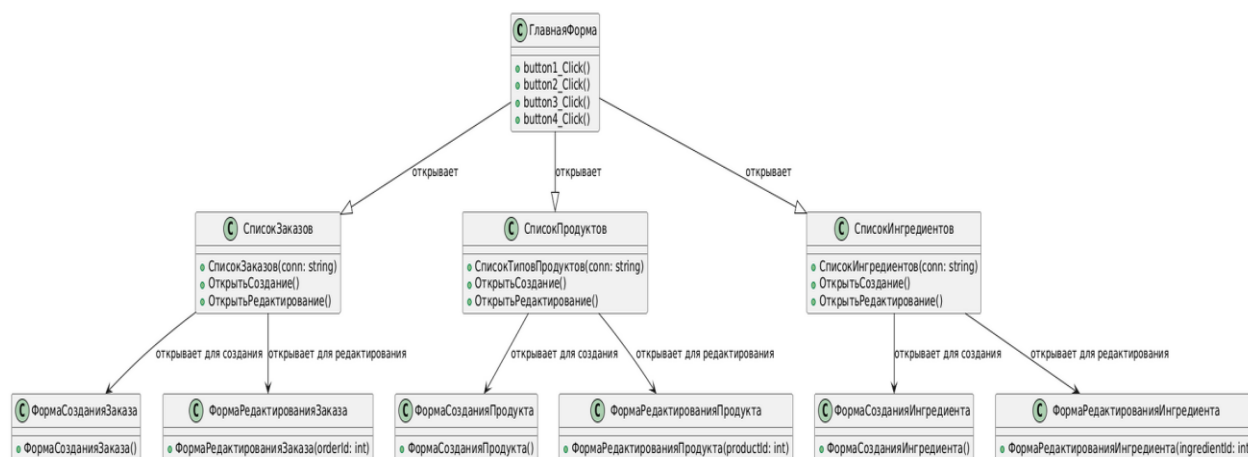 C ГлавнаяФорма
button1_Click()
button2_Click()
button3_Click()
button4_Click()
открывает
открывает
открывает
C СписокЗаказов
СписокЗаказов(conn: string)
ОткрытьСоздание()
ОткрытьРедактирование()
C СписокПродуктов
СписокТиповПродуктов(conn: string)
ОткрытьСоздание()
ОткрытьРедактирование()
C СписокИнгредиентов
СписокИнгредиентов(conn: string)
ОткрытьСоздание()
ОткрытьРедактирование()
открывает для создания
открывает для редактирования
открывает для создания
открывает для редактирования
открывает для создания
открывает для редактирования
C ФормаСозданияЗаказа
ФормаСозданияЗаказа()
C ФормаРедактированияЗаказа
ФормаРедактированияЗаказа(orderId: int)
C ФормаСозданияПродукта
ФормаСозданияПродукта()
C ФормаРедактированияПродукта
ФормаРедактированияПродукта(productId: int)
C ФормаСозданияИнгредиента
ФормаСозданияИнгредиента()
C ФормаРедактированияИнгредиента
ФормаРедактированияИнгредиента(ingredientId: int